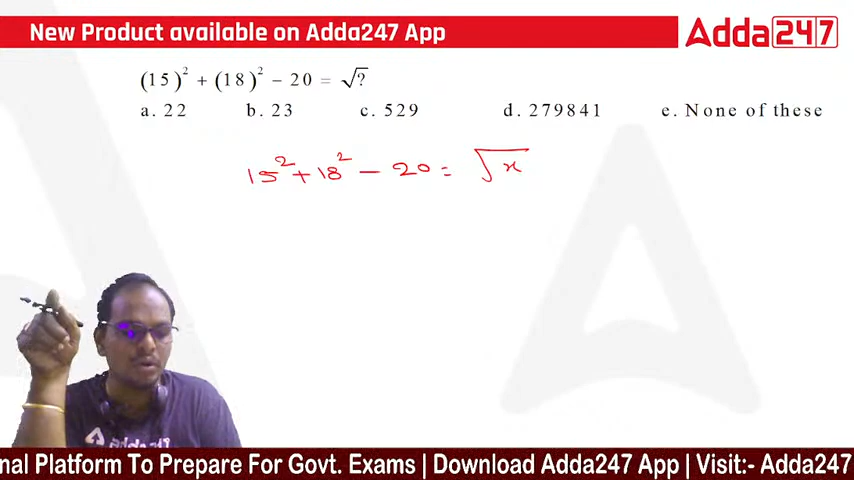 New Product available on Adda247 App
Adda247
(15)² + (18)² − 20 = √?
a. 22 b. 23 c. 529 d. 279841 e. None of these
15² + 18² − 20 = √x
Adda247
nal Platform To Prepare For Govt. Exams | Download Adda247 App | Visit:- Adda247